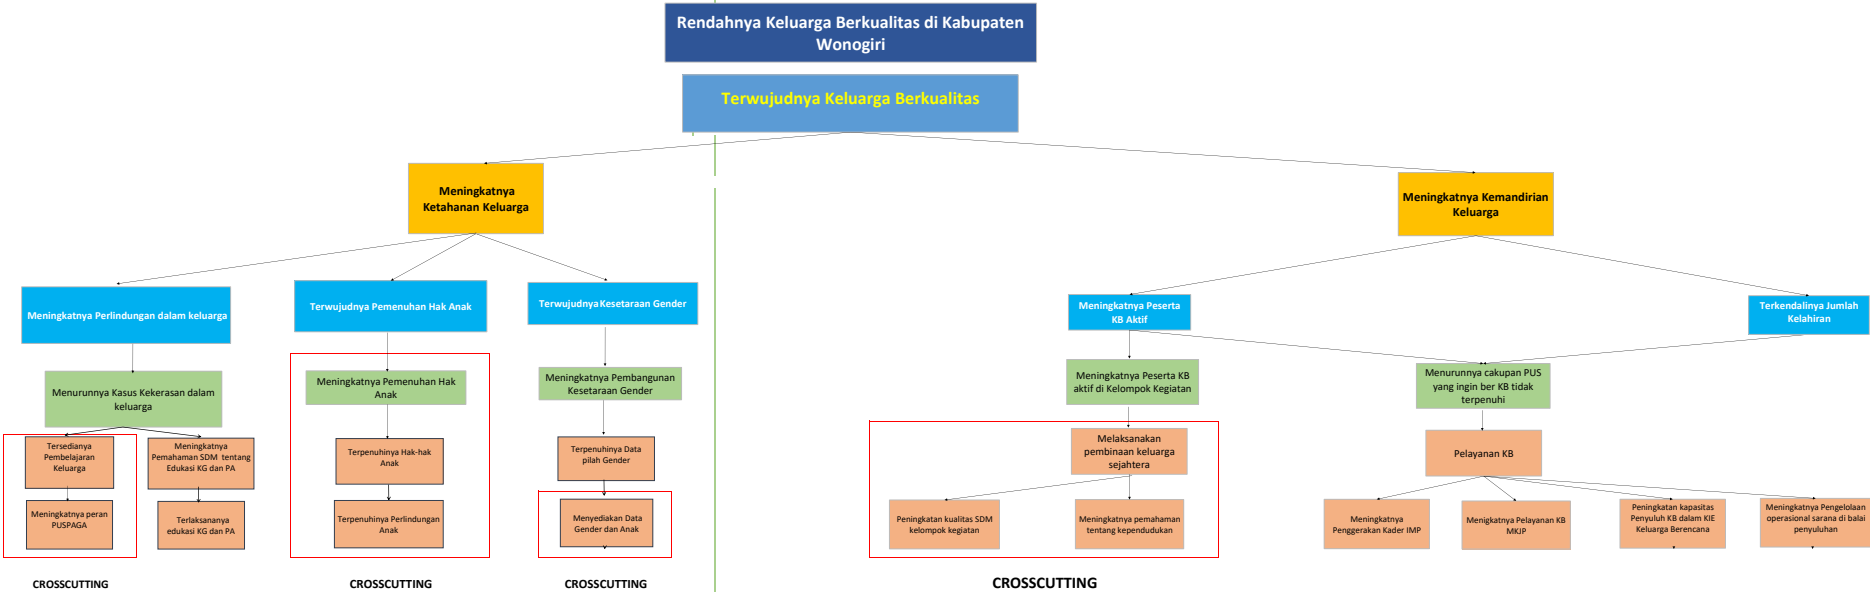 Rendahnya Keluarga Berkualitas di Kabupaten
Wonogiri
Terwujudnya Keluarga Berkualitas
Meningkatnya
Ketahanan Keluarga
Meningkatnya Kemandirian
Keluarga
Meningkatnya Perlindungan dalam keluarga
Terwujudnya Pemenuhan Hak Anak
Terwujudnya Kesetaraan Gender
Meningkatnya Peserta
KB Aktif
Terkendalinya Jumlah
Kelahiran
Menurunnya Kasus Kekerasan dalam
keluarga
Meningkatnya Pemenuhan Hak
Anak
Meningkatnya Pembangunan
Kesetaraan Gender
Meningkatnya Peserta KB
aktif di Kelompok Kegiatan
Menurunnya cakupan PUS
yang ingin ber KB tidak
terpenuhi
Tersedianya
Pembelajaran
Keluarga
Meningkatnya
Pemahaman SDM tentang
Edukasi KG dan PA
Terpenuhinya Hak-hak
Anak
Terpenuhinya Data
pilah Gender
Melaksanakan
pembinaan keluarga
sejahtera
Pelayanan KB
Meningkatnya peran
PUSPAGA
Terlaksananya
edukasi KG dan PA
Terpenuhinya Perlindungan
Anak
Menyediakan Data
Gender dan Anak
Peningkatan kualitas SDM
kelompok kegiatan
Meningkatnya pemahaman
tentang kependudukan
Meningkatnya
Penggerakan Kader IMP
Menigkatnya Pelayanan KB
MKJP
Peningkatan kapasitas
Penyuluh KB dalam KIE
Keluarga Berencana
Meningkatnya Pengelolaan
operasional sarana di balai
penyuluhan
CROSSCUTTING
CROSSCUTTING
CROSSCUTTING
CROSSCUTTING